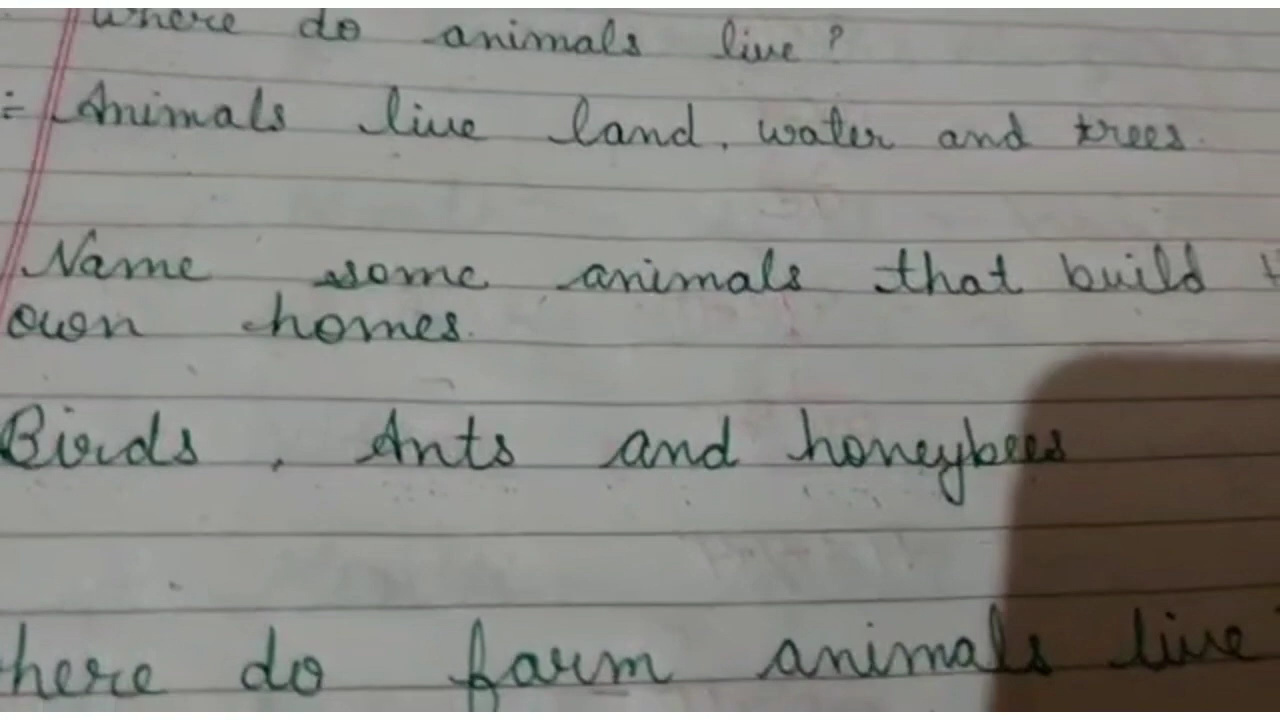 where do animals live?
÷ Animals live land, water and trees.
Name some animals that build
own homes.
Birds, Ants and honeybees
here do farm animals live